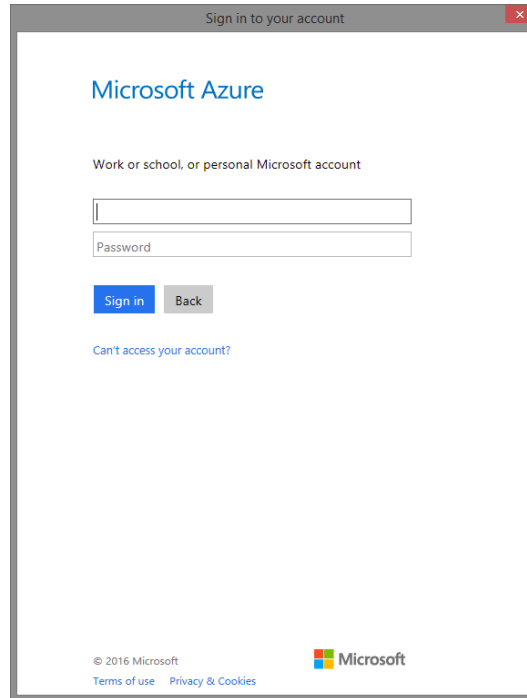 Sign in to your account
Microsoft Azure
Work or school, or personal Microsoft account
Password
Sign in Back
Can't access your account?
© 2016 Microsoft Microsoft
Terms of use Privacy & Cookies